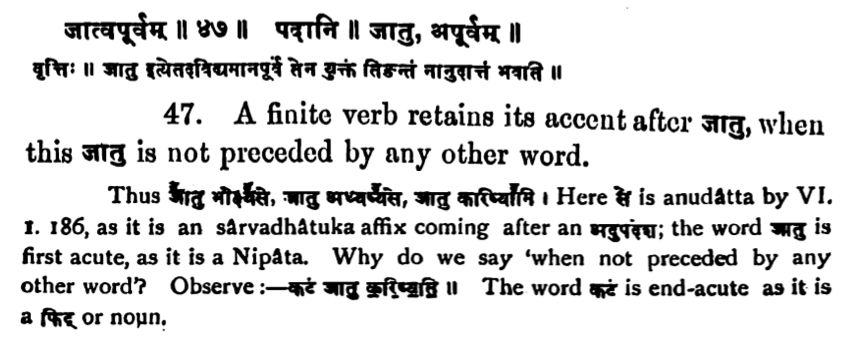 जात्वपूर्वम् ॥ ४७ ॥ पदानि ॥ जातु, अपूर्वम् ॥
वृत्तिः ॥ जातु इत्येतदविद्यमानपूर्वं तेन युक्तं तिङन्तं नानुदात्तं भवति ॥
47. A finite verb retains its accent after जातु, when
this जातु is not preceded by any other word.
Thus जातु भोक्ष्यसे, जातु अध्येष्यसे, जातु करिष्यामि । Here से is anudâtta by VI.
1. 186, as it is an sârvadhâtuka affix coming after an अदुपदेश; the word जातु is
first acute, as it is a Nipâta. Why do we say 'when not preceded by any
other word'? Observe :—कटं जातु करिष्यति ॥ The word कटं is end-acute as it is
a फिट् or noun.